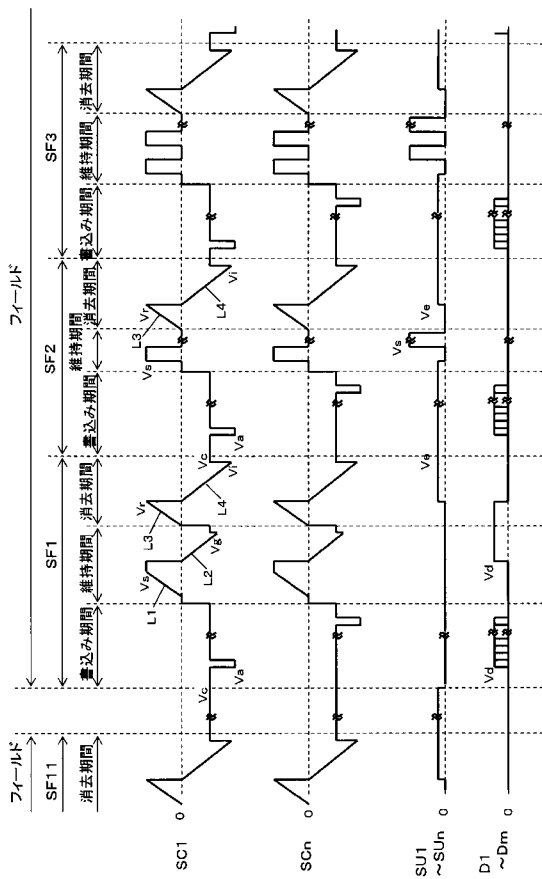 フィールド
フィールド
SF11
SF1
SF2
SF3
消去期間
書込み期間
維持期間
消去期間
書込み期間
維持期間
消去期間
書込み期間
維持期間
消去期間
SC1
0
Vc
Va
L1
Vs
L2
Vg
L3
Vr
L4
Vi
Vc
Va
Vs
L3
Vr
L4
Vi
SCn
0
SU1
～SUn
0
Ve
Vs
Ve
D1
～Dm
0
Vd
Vd